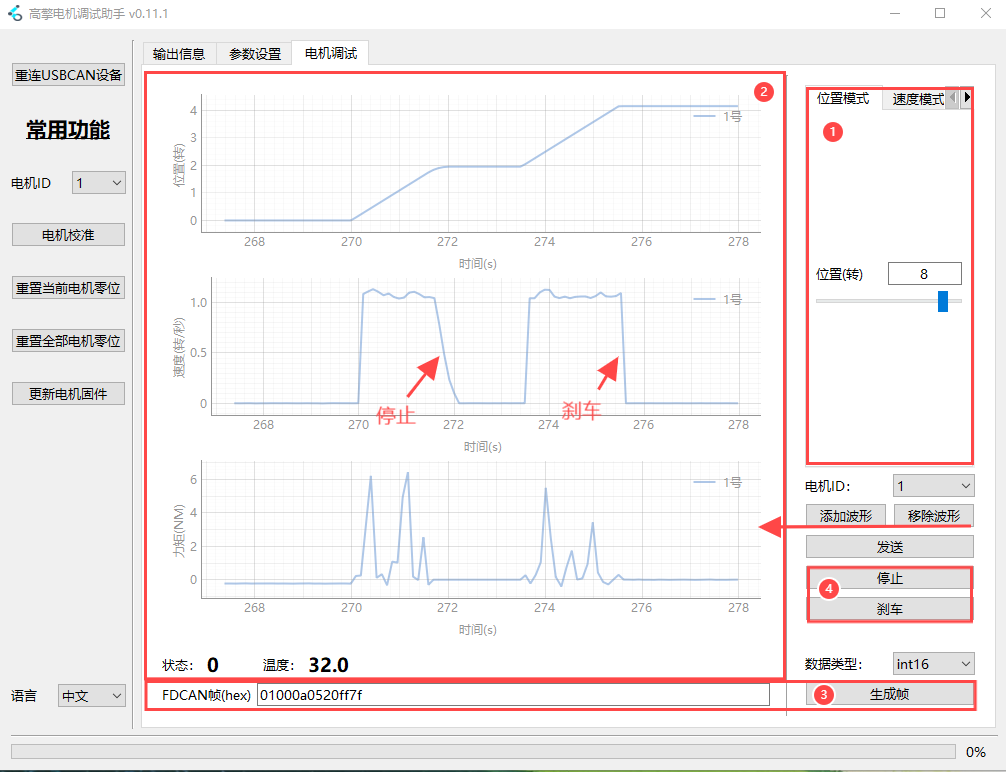 高擎电机调试助手 v0.11.1
重连USBCAN设备
常用功能
电机ID 1
电机校准
重置当前电机零位
重置全部电机零位
更新电机固件
语言 中文
输出信息 参数设置 电机调试
2
位置(转)
4
3
2
1
0
1号
268 270 272 274 276 278
时间(s)
速度(转/秒)
1.0
0.5
0
1号
停止
刹车
268 270 272 274 276 278
时间(s)
力矩(NM)
6
4
2
0
1号
268 270 272 274 276 278
时间(s)
状态: 0 温度: 32.0
FDCAN帧(hex) 01000a0520ff7f
位置模式 速度模式
1
位置(转) 8
电机ID: 1
添加波形 移除波形
发送
停止
4
刹车
数据类型: int16
3 生成帧
0%